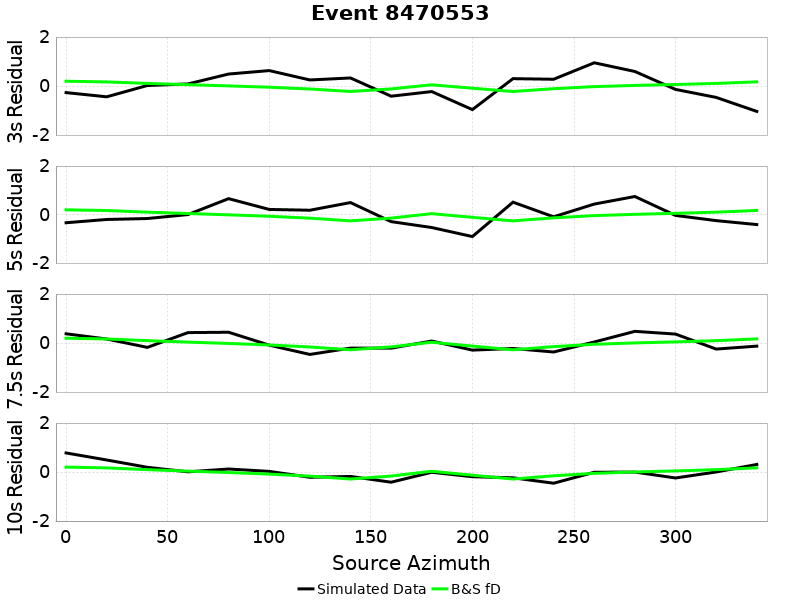 Event 8470553
3s Residual
2
0
-2
5s Residual
2
0
-2
7.5s Residual
2
0
-2
10s Residual
2
0
-2
0 50 100 150 200 250 300
Source Azimuth
Simulated Data B&S fD